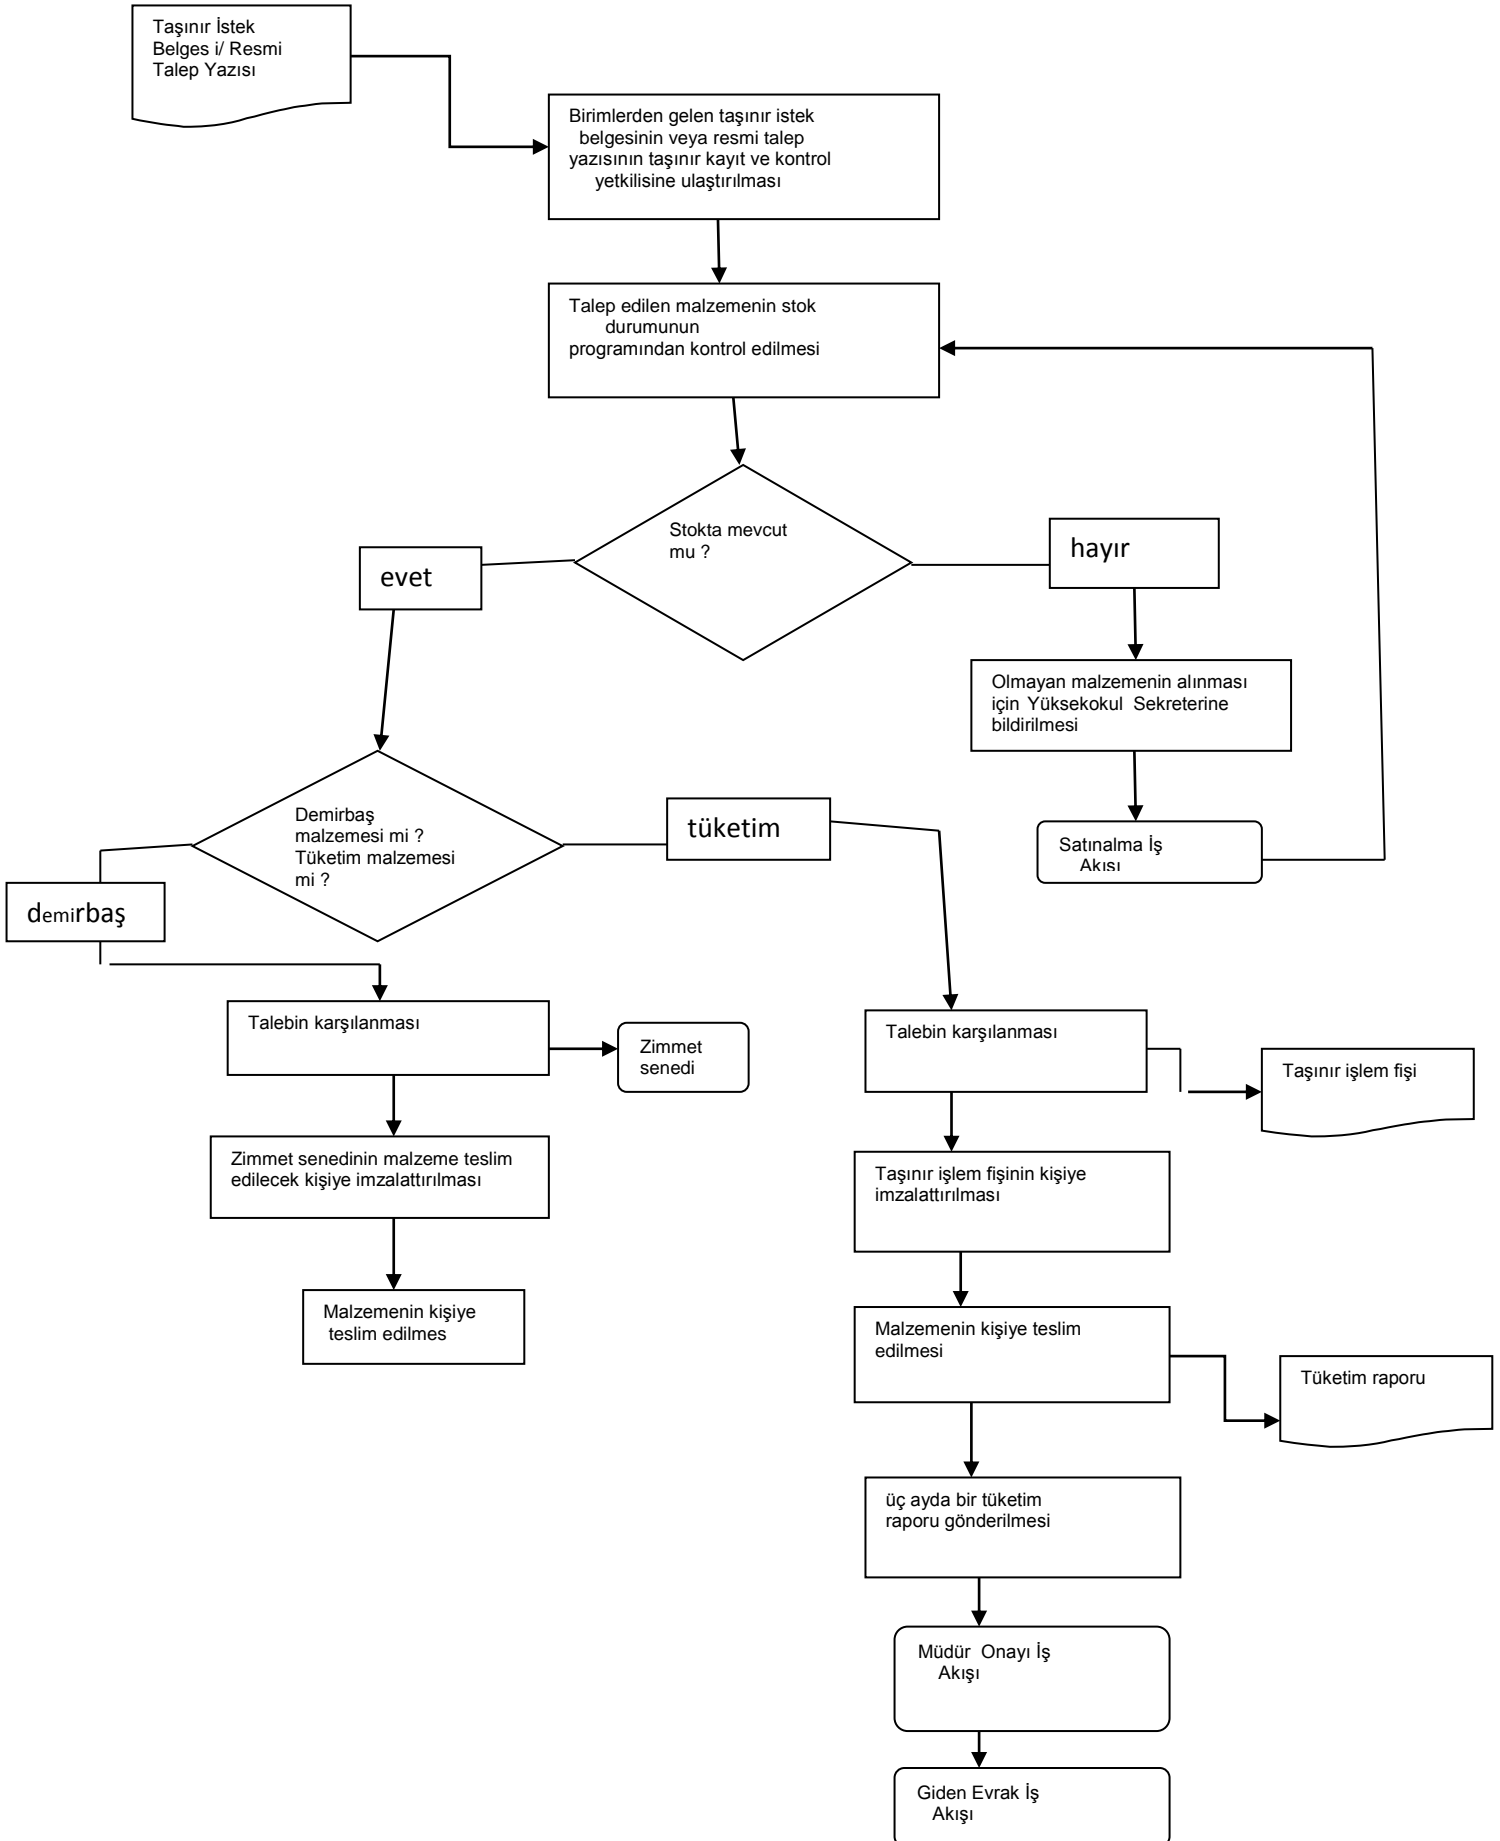 Taşınır İstek
Belges i/ Resmi
Talep Yazısı
Birimlerden gelen taşınır istek
belgesinin veya resmi talep
yazısının taşınır kayıt ve kontrol
yetkilisine ulaştırılması
Talep edilen malzemenin stok
durumunun
programından kontrol edilmesi
Stokta mevcut
mu ?
evet
hayır
Olmayan malzemenin alınması
için Yüksekokul Sekreterine
bildirilmesi
Satınalma İş
Akışı
Demirbaş
malzemesi mi ?
Tüketim malzemesi
mi ?
tüketim
demirbaş
Talebin karşılanması
Zimmet
senedi
Zimmet senedinin malzeme teslim
edilecek kişiye imzalattırılması
Malzemenin kişiye
teslim edilmes
Talebin karşılanması
Taşınır işlem fişi
Taşınır işlem fişinin kişiye
imzalattırılması
Malzemenin kişiye teslim
edilmesi
Tüketim raporu
üç ayda bir tüketim
raporu gönderilmesi
Müdür Onayı İş
Akışı
Giden Evrak İş
Akışı